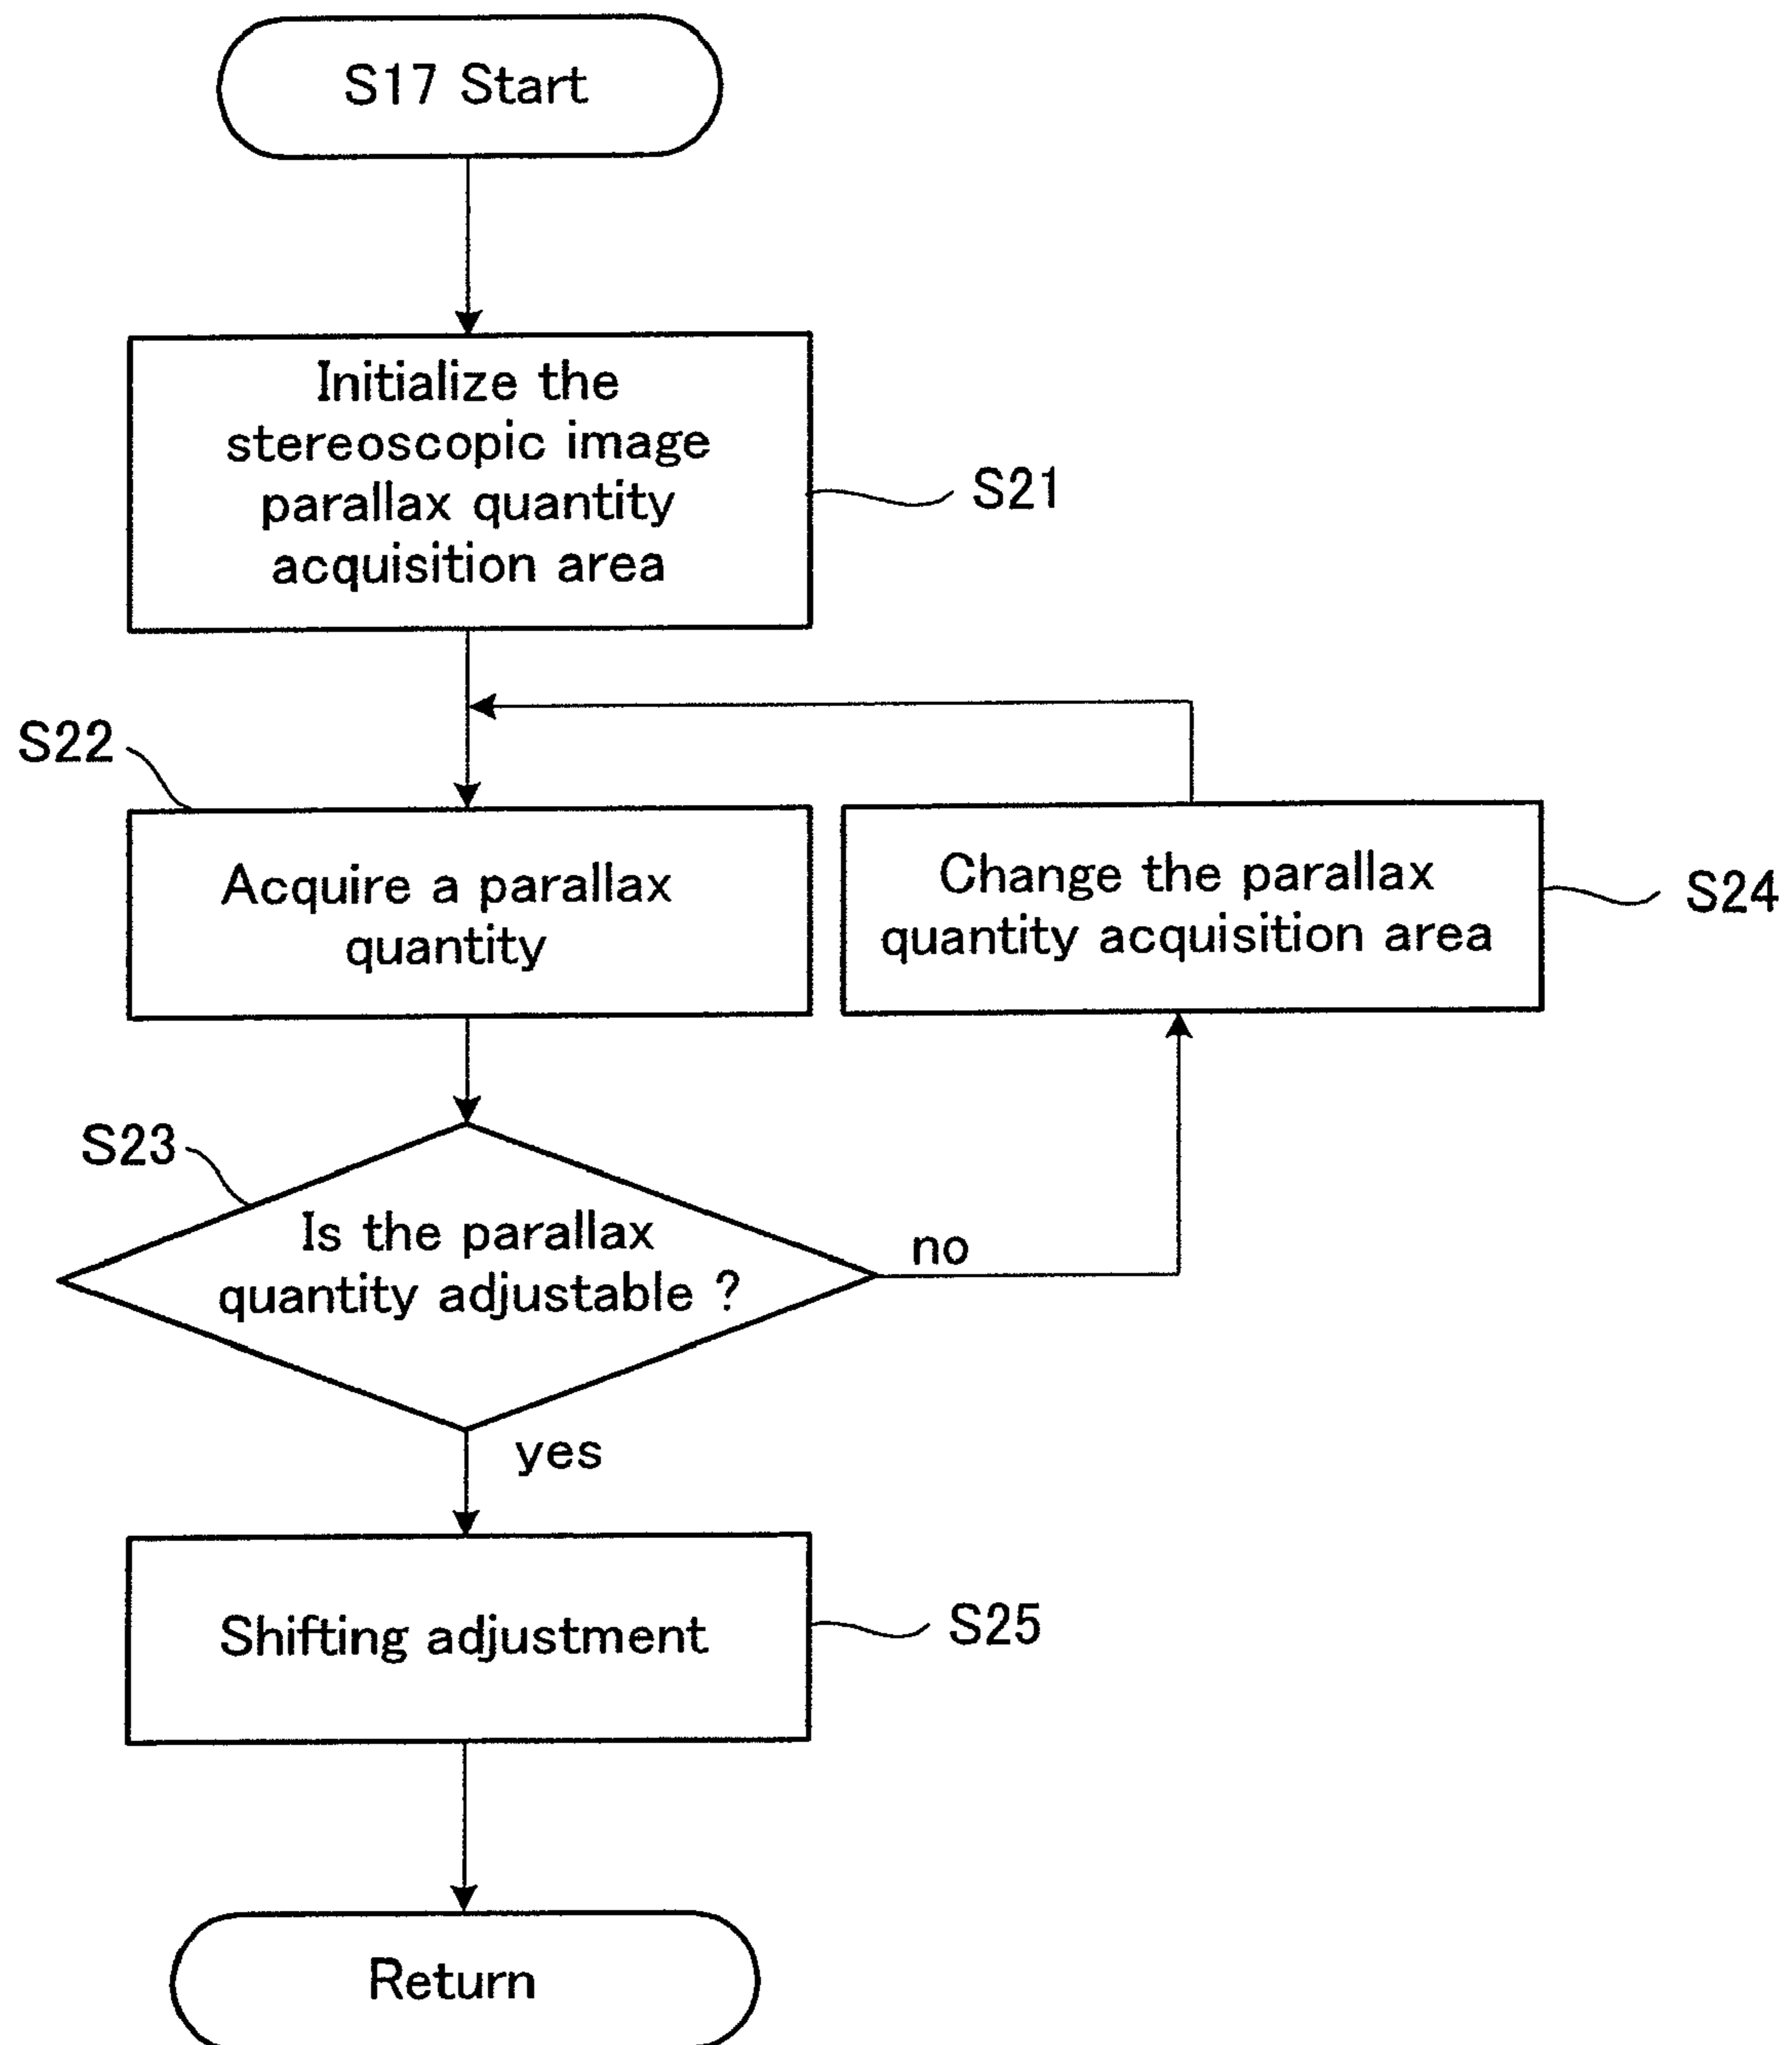 S17 Start
Initialize the
stereoscopic image
parallax quantity
acquisition area
S21
S22
Acquire a parallax
quantity
Change the parallax
quantity acquisition area
S24
S23
Is the parallax
quantity adjustable ?
no
yes
Shifting adjustment
S25
Return